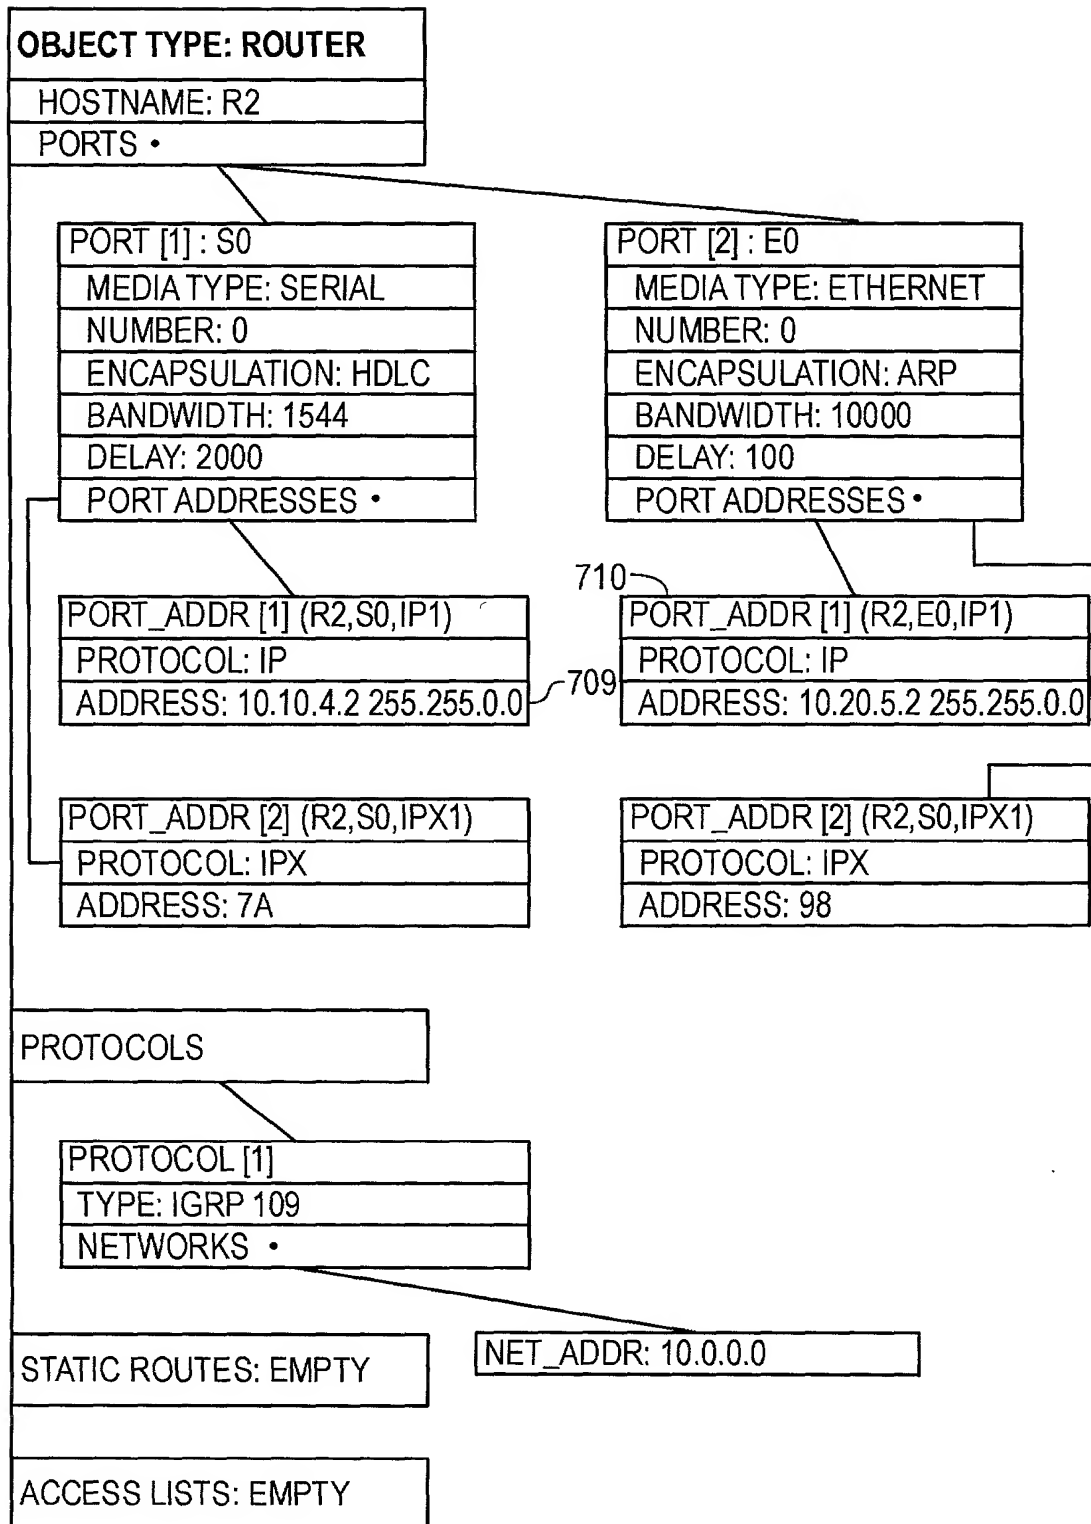 OBJECT TYPE: ROUTER
HOSTNAME: R2
PORTS •
PORT [1] : S0
MEDIA TYPE: SERIAL
NUMBER: 0
ENCAPSULATION: HDLC
BANDWIDTH: 1544
DELAY: 2000
PORT ADDRESSES •
PORT [2] : E0
MEDIA TYPE: ETHERNET
NUMBER: 0
ENCAPSULATION: ARP
BANDWIDTH: 10000
DELAY: 100
PORT ADDRESSES •
PORT_ADDR [1] (R2,S0,IP1)
PROTOCOL: IP
ADDRESS: 10.10.4.2 255.255.0.0
709
710
PORT_ADDR [1] (R2,E0,IP1)
PROTOCOL: IP
ADDRESS: 10.20.5.2 255.255.0.0
PORT_ADDR [2] (R2,S0,IPX1)
PROTOCOL: IPX
ADDRESS: 7A
PORT_ADDR [2] (R2,S0,IPX1)
PROTOCOL: IPX
ADDRESS: 98
PROTOCOLS
PROTOCOL [1]
TYPE: IGRP 109
NETWORKS •
NET_ADDR: 10.0.0.0
STATIC ROUTES: EMPTY
ACCESS LISTS: EMPTY